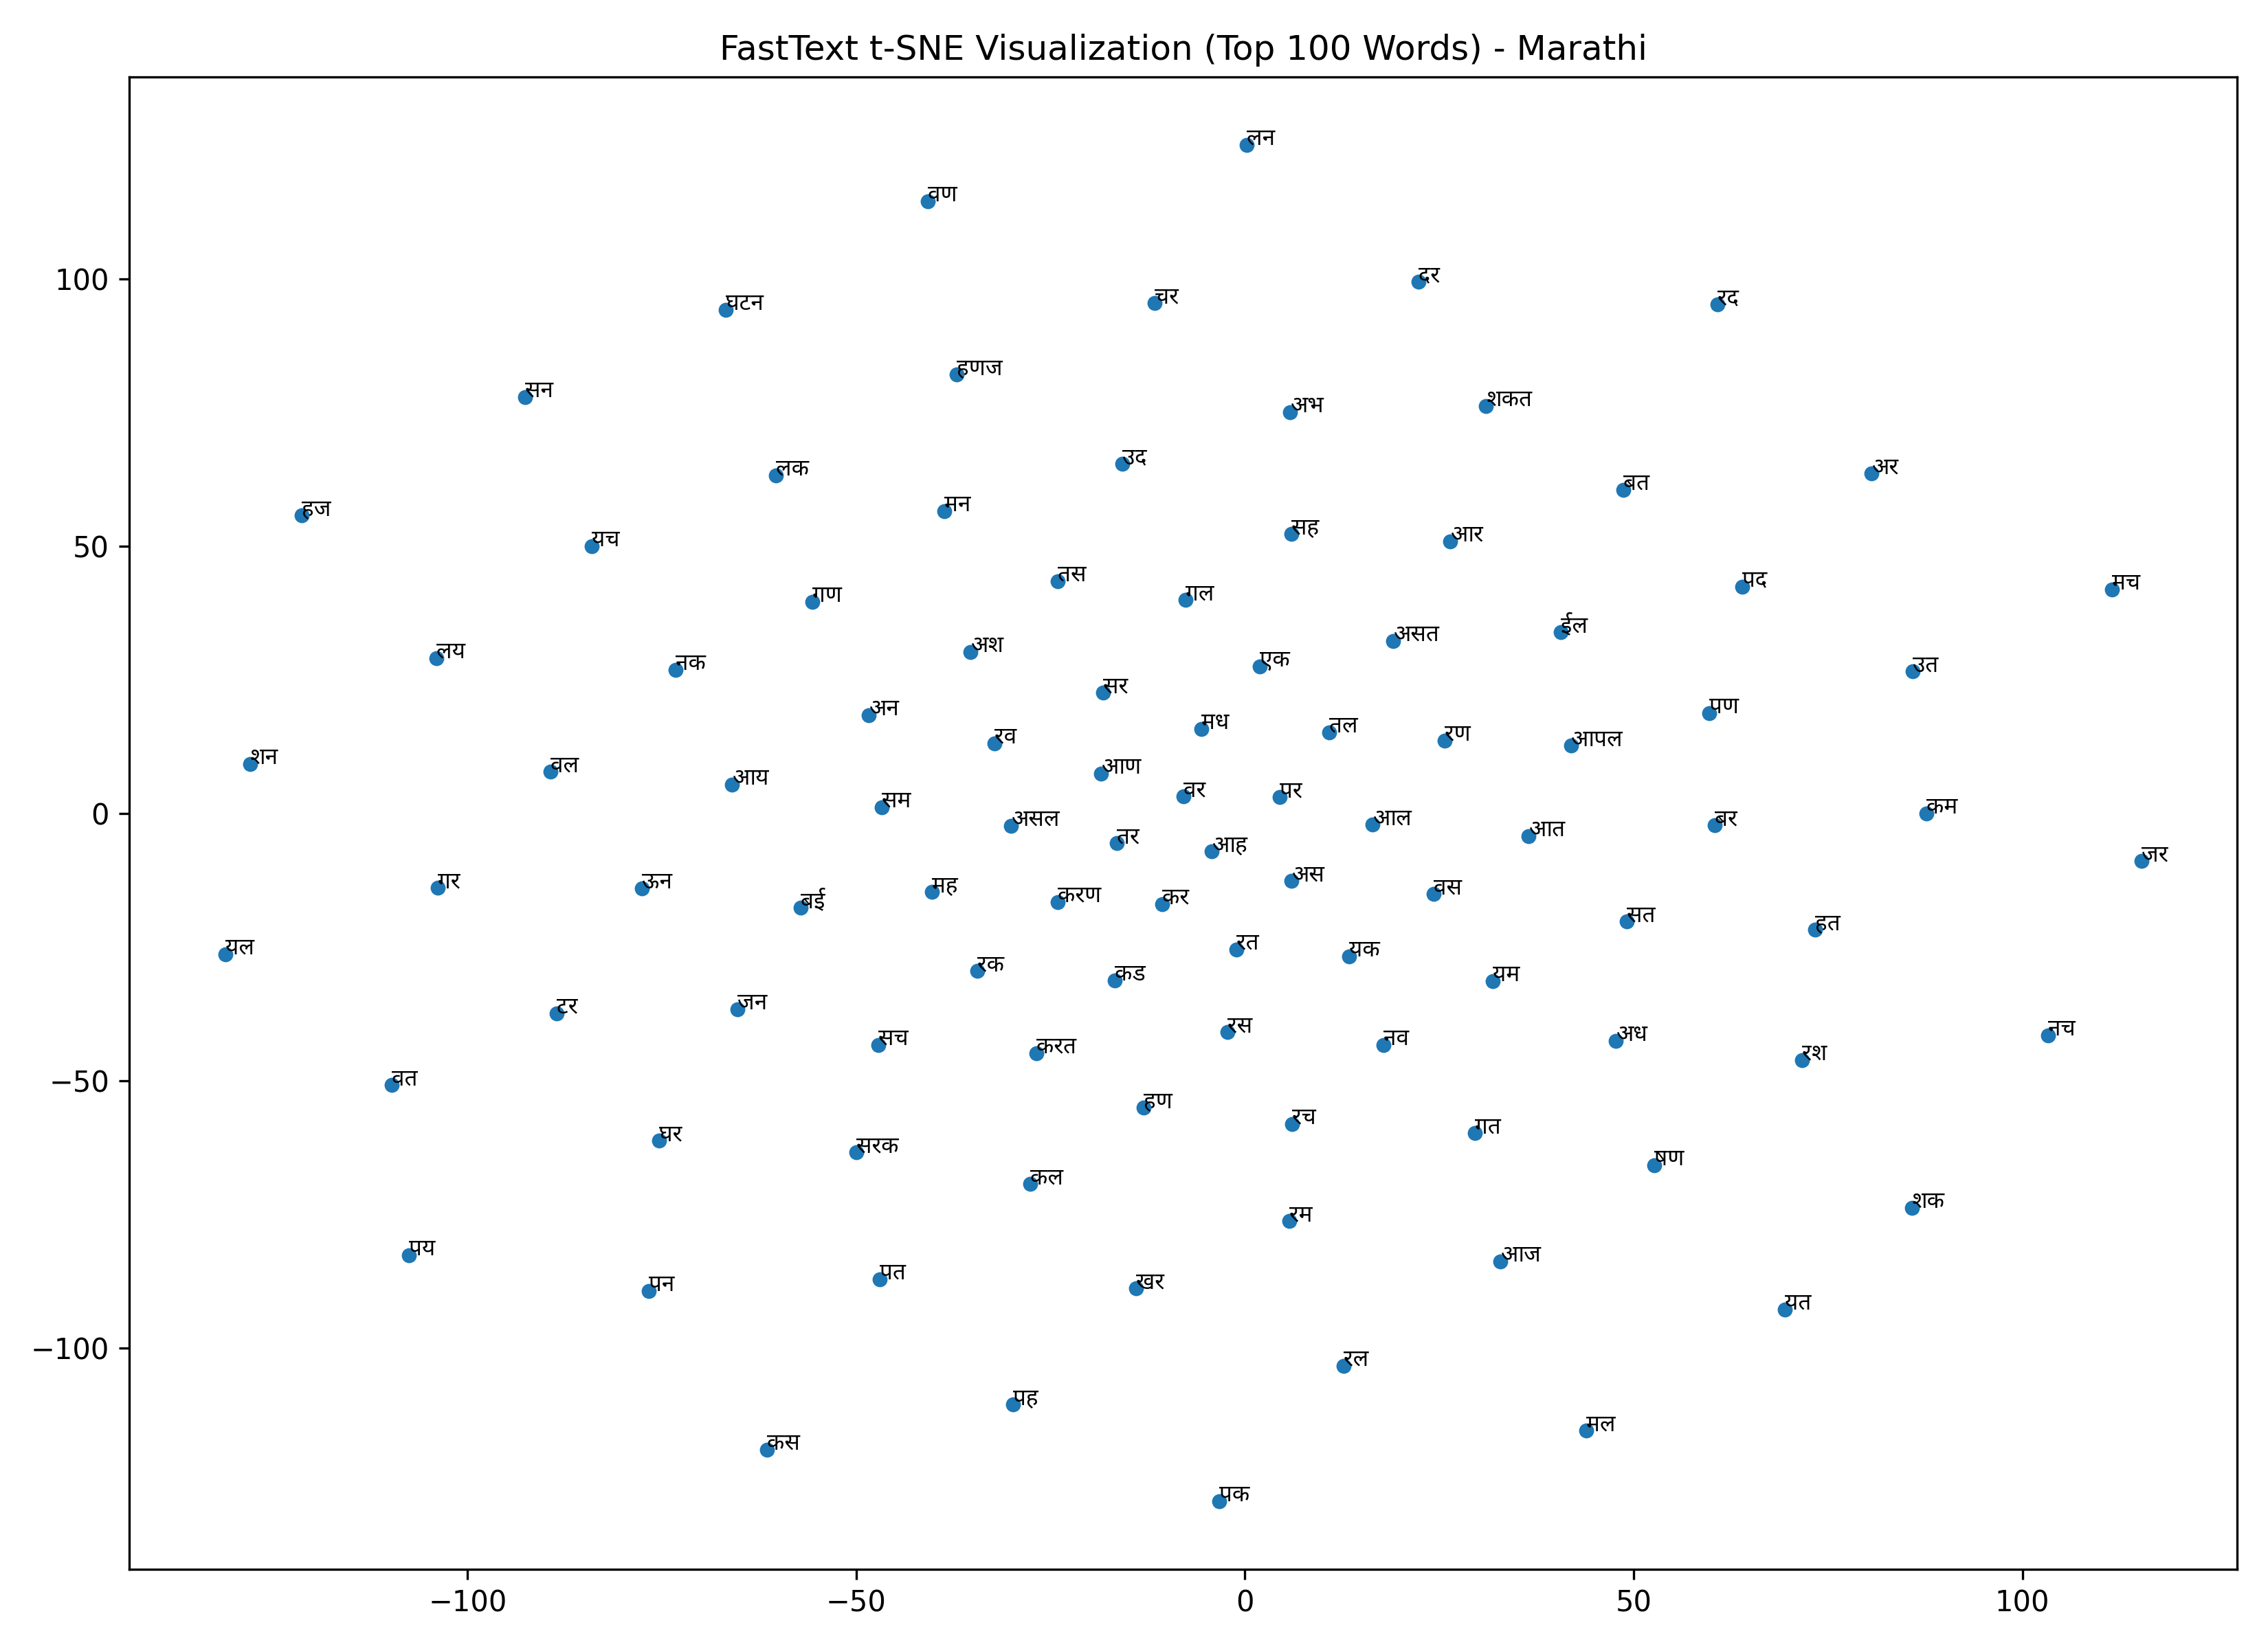 FastText t-SNE Visualization (Top 100 Words) - Marathi
लन
वण
दर
चर
रद
घटन
हणज
सन
अभ
शकत
उद
लक
अर
बत
मन
हज
सह
आर
यच
तस
पद
मच
गल
गण
असत
ईल
अश
एक
लय
नक
उत
सर
पण
अन
मध
तल
रण
रव
आपल
शन
वल
आण
आय
वर
पर
सम
कम
असल
आल
आत
बर
तर
आह
जर
गर
ऊन
बई
मह
करण
कर
अस
वस
सत
हत
यल
रत
यक
रक
कड
यम
टर
जन
सच
करत
रस
नव
अध
नच
रश
वत
हण
रच
गत
घर
सरक
कल
षण
शक
रम
पय
पन
पत
खर
आज
यत
रल
पह
मल
कस
पक
100
50
0
−50
−100
−100 −50 0 50 100